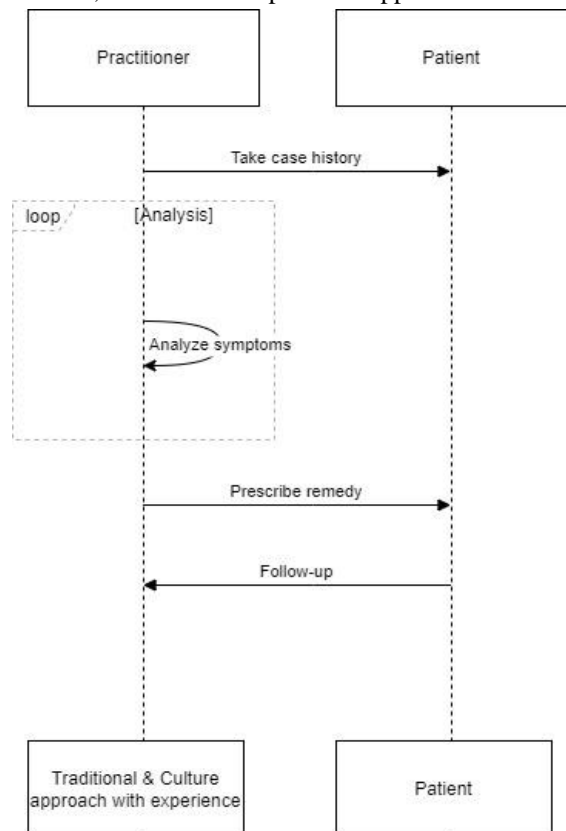 Practitioner
Patient
Take case history
loop
[Analysis]
Analyze symptoms
Prescribe remedy
Follow-up
Traditional & Culture
approach with experience
Patient